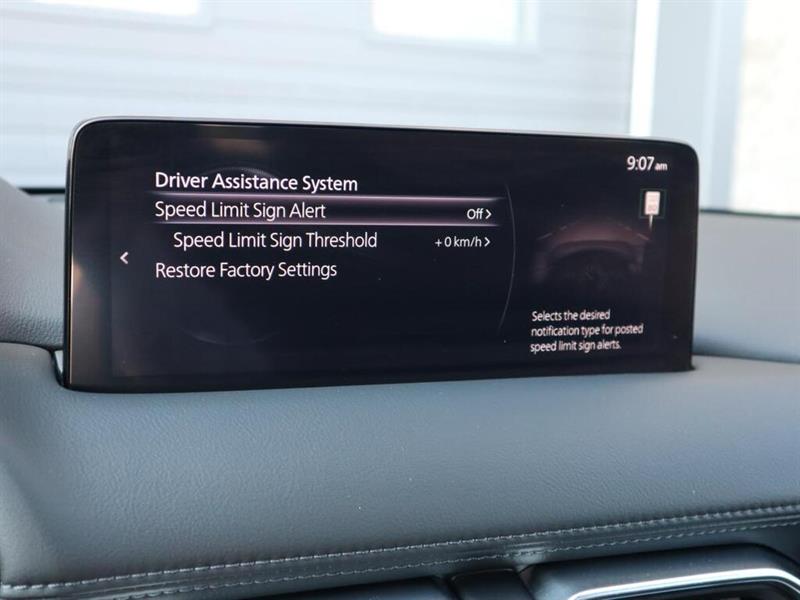 9:07 am
Driver Assistance System
Speed Limit Sign Alert Off >
Speed Limit Sign Threshold + 0 km/h >
<
Restore Factory Settings
Selects the desired
notification type for posted
speed limit sign alerts.